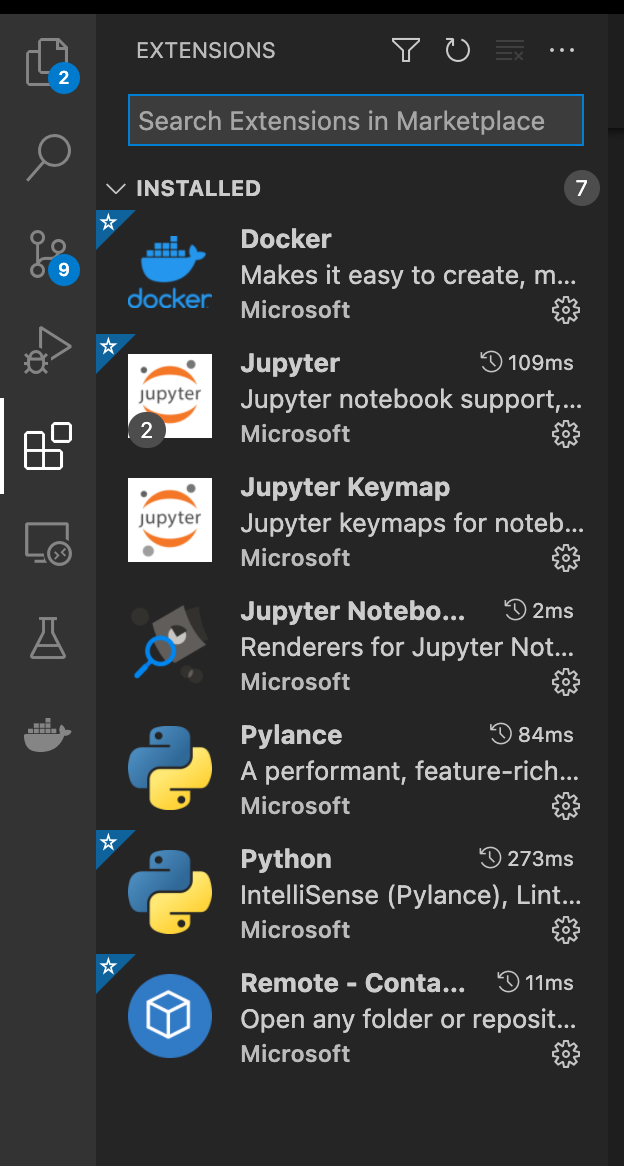 EXTENSIONS
2
Search Extensions in Marketplace
INSTALLED 7
9
Docker
Makes it easy to create, m...
docker
Microsoft
Jupyter 109ms
Jupyter notebook support,...
jupyter
Microsoft
2
Jupyter Keymap
Jupyter keymaps for noteb...
jupyter
Microsoft
Jupyter Notebo... 2ms
Renderers for Jupyter Not...
Microsoft
Pylance 84ms
A performant, feature-rich...
Microsoft
Python 273ms
IntelliSense (Pylance), Lint...
Microsoft
Remote - Conta... 11ms
Open any folder or reposit...
Microsoft